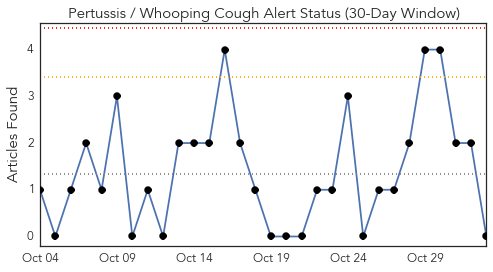 Pertussis / Whooping Cough Alert Status (30-Day Window)
Articles Found
4
3
2
1
0
Oct 04 Oct 09 Oct 14 Oct 19 Oct 24 Oct 29